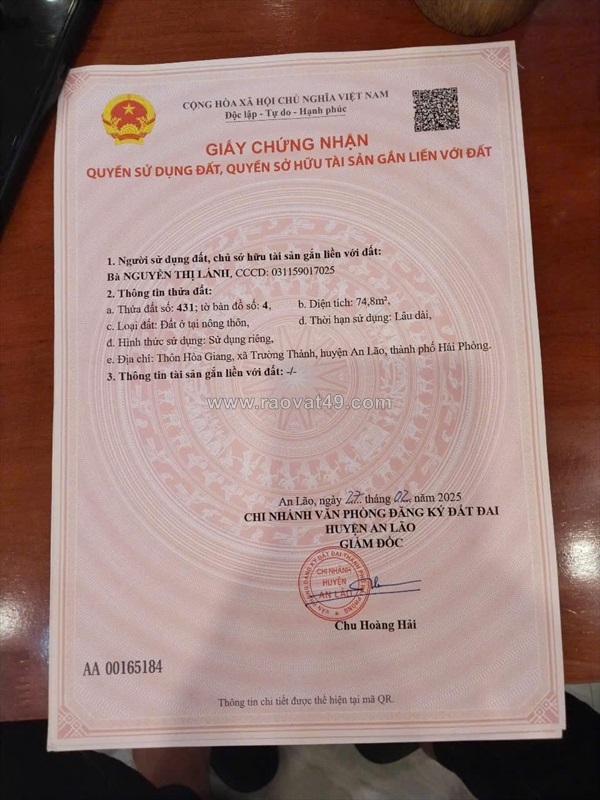 CỘNG HÒA XÃ HỘI CHỦ NGHĨA VIỆT NAM
Độc lập - Tự do - Hạnh phúc
GIẤY CHỨNG NHẬN
QUYỀN SỬ DỤNG ĐẤT, QUYỀN SỞ HỮU TÀI SẢN GẮN LIỀN VỚI ĐẤT
1. Người sử dụng đất, chủ sở hữu tài sản gắn liền với đất:
Bà NGUYỄN THỊ LÁNH, CCCD: 031159017025
2. Thông tin thửa đất:
a. Thửa đất số: 431; tờ bản đồ số: 4, b. Diện tích: 74,8m²,
c. Loại đất: Đất ở tại nông thôn, d. Thời hạn sử dụng: Lâu dài,
đ. Hình thức sử dụng: Sử dụng riêng,
e. Địa chỉ: Thôn Hòa Giang, xã Trường Thành, huyện An Lão, thành phố Hải Phòng.
3. Thông tin tài sản gắn liền với đất: -/-
www.raovat49.com
An Lão, ngày 27 tháng 02. năm 2025
CHI NHÁNH VĂN PHÒNG ĐĂNG KÝ ĐẤT ĐAI
HUYỆN AN LÃO
GIÁM ĐỐC
CHI NHÁNH
HUYỆN
AN LÃO
Chu Hoàng Hải
AA 00165184
Thông tin chi tiết được thể hiện tại mã QR.